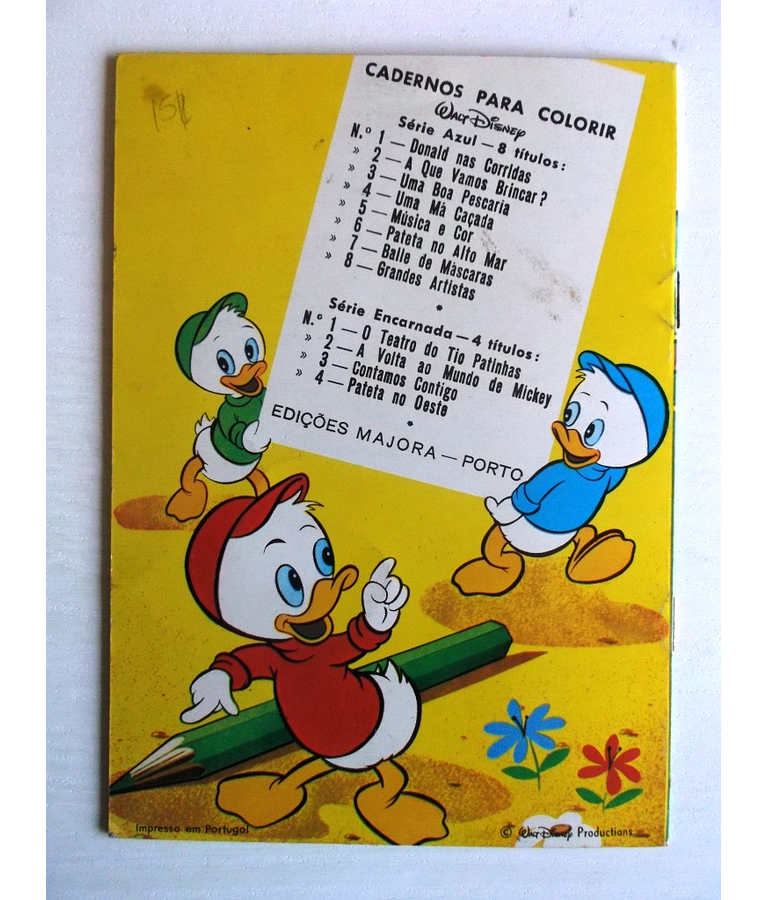 CADERNOS PARA COLORIR
WALT DISNEY
Série Azul — 8 títulos:
N.º 1 — Donald nas Corridas
» 2 — A Que Vamos Brincar?
» 3 — Uma Boa Pescaria
» 4 — Uma Má Caçada
» 5 — Música e Cor
» 6 — Pateta no Alto Mar
» 7 — Baile de Máscaras
» 8 — Grandes Artistas
*
Série Encarnada — 4 títulos:
N.º 1 — O Teatro do Tio Patinhas
» 2 — A Volta ao Mundo de Mickey
» 3 — Contamos Contigo
» 4 — Pateta no Oeste
*
EDIÇÕES MAJORA — PORTO
Impresso em Portugal
© Walt Disney Productions